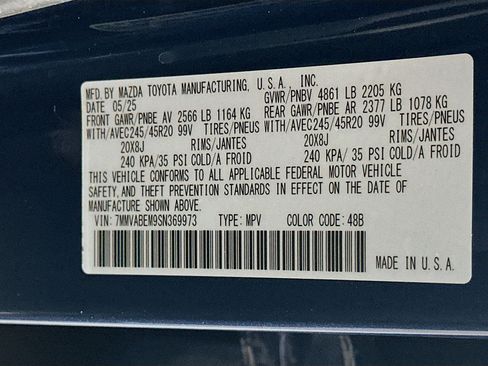 MFD. BY MAZDA TOYOTA MANUFACTURING, U.S.A., INC.
DATE 05/25 GVWR/PNBV 4861 LB 2205 KG
FRONT GAWR/PNBE AV 2566 LB 1164 KG REAR GAWR/PNBE AR 2377 LB 1078 KG
WITH/AVEC 245/45R20 99V TIRES/PNEUS WITH/AVEC 245/45R20 99V TIRES/PNEUS
20X8J RIMS/JANTES 20X8J RIMS/JANTES
240 KPA/ 35 PSI COLD/A FROID 240 KPA/ 35 PSI COLD/A FROID
THIS VEHICLE CONFORMS TO ALL APPLICABLE FEDERAL MOTOR VEHICLE
SAFETY, AND THEFT PREVENTION STANDARDS IN EFFECT ON THE DATE OF
MANUFACTURE SHOWN ABOVE.
VIN: 7MMVABEM9SN369973 TYPE: MPV COLOR CODE: 48B
MADE IN U.S.A.